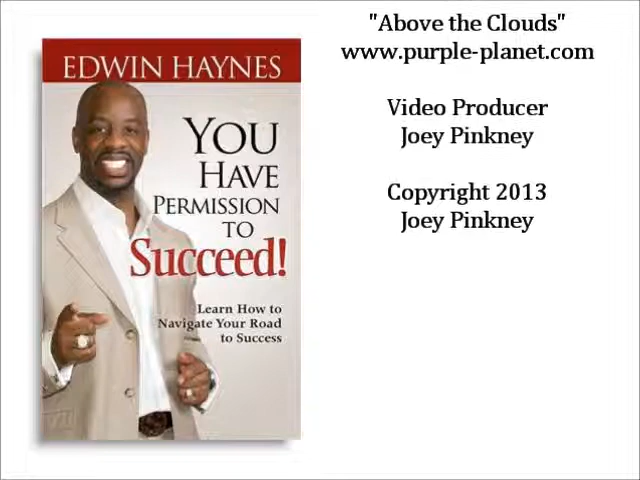 EDWIN HAYNES
YOU
HAVE
PERMISSION
TO
Succeed!
Learn How to
Navigate Your Road
to Success
"Above the Clouds"
www.purple-planet.com
Video Producer
Joey Pinkney
Copyright 2013
Joey Pinkney